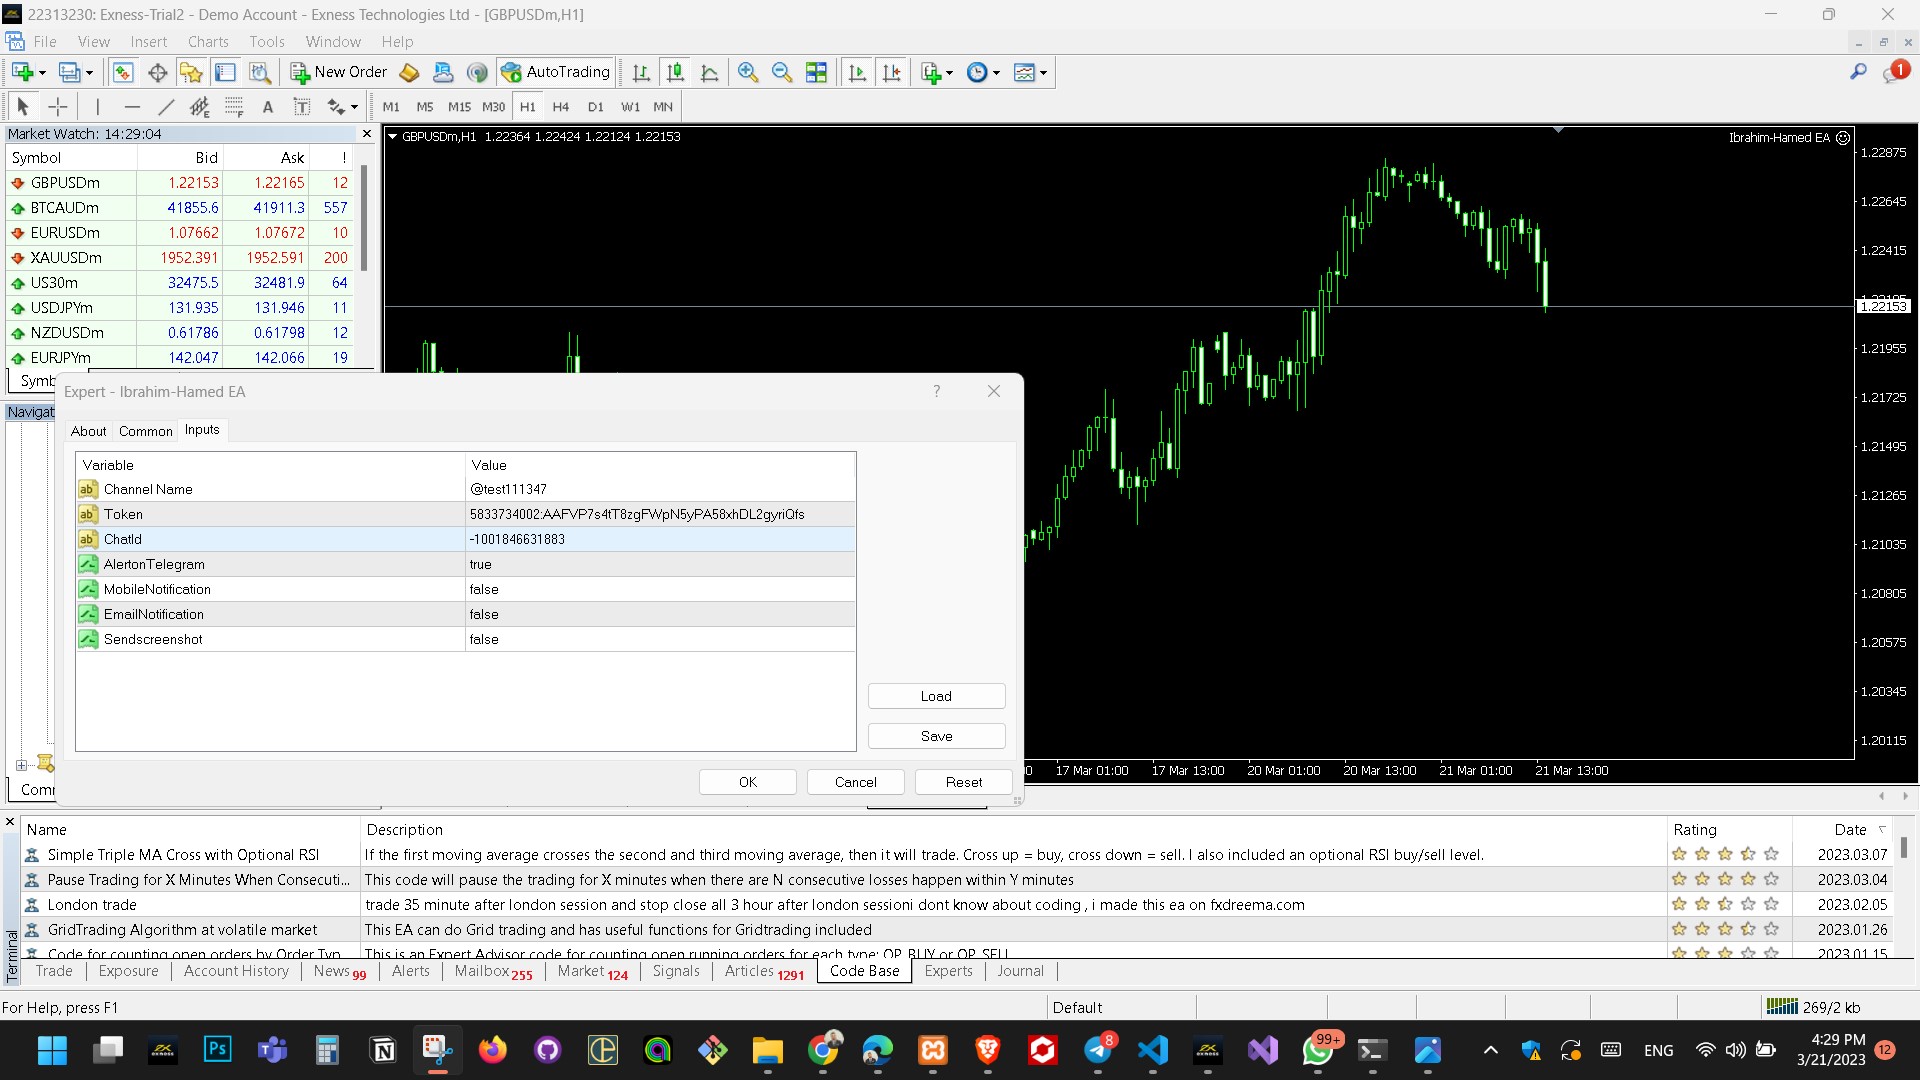 22313230: Exness-Trial2 - Demo Account - Exness Technologies Ltd - [GBPUSDm,H1]
File View Insert Charts Tools Window Help
New Order AutoTrading 1
M1 M5 M15 M30 H1 H4 D1 W1 MN
Market Watch: 14:29:04
Symbol Bid Ask !
GBPUSDm 1.22153 1.22165 12
BTCAUDm 41855.6 41911.3 557
EURUSDm 1.07662 1.07672 10
XAUUSDm 1952.391 1952.591 200
US30m 32475.5 32481.9 64
USDJPYm 131.935 131.946 11
NZDUSDm 0.61786 0.61798 12
EURJPYm 142.047 142.066 19
Symb
Navigat
Comm
GBPUSDm,H1 1.22364 1.22424 1.22124 1.22153
Ibrahim-Hamed EA
1.22875
1.22645
1.22415
1.22153
1.21955
1.21725
1.21495
1.21265
1.21035
1.20805
1.20575
1.20345
1.20115
17 Mar 01:00 17 Mar 13:00 20 Mar 01:00 20 Mar 13:00 21 Mar 01:00 21 Mar 13:00
Expert - Ibrahim-Hamed EA ?
About Common Inputs
Variable Value
Channel Name @test111347
Token 5833734002:AAFVP7s4tT8zgFWpN5yPA58xhDL2gyriQfs
ChatId -1001846631883
AlertonTelegram true
MobileNotification false
EmailNotification false
Sendscreenshot false
Load
Save
OK Cancel Reset
Terminal
Name Description Rating Date
Simple Triple MA Cross with Optional RSI If the first moving average crosses the second and third moving average, then it will trade. Cross up = buy, cross down = sell. I also included an optional RSI buy/sell level. 2023.03.07
Pause Trading for X Minutes When Consecuti... This code will pause the trading for X minutes when there are N consecutive losses happen within Y minutes 2023.03.04
London trade trade 35 minute after london session and stop close all 3 hour after london sessioni dont know about coding , i made this ea on fxdreema.com 2023.02.05
GridTrading Algorithm at volatile market This EA can do Grid trading and has useful functions for Gridtrading included 2023.01.26
Code for counting open orders by Order Typ... This is an Expert Advisor code for counting open running orders for each type: OP_BUY or OP_SELL 2023.01.15
Trade Exposure Account History News 99 Alerts Mailbox 255 Market 124 Signals Articles 1291 Code Base Experts Journal
For Help, press F1 Default 269/2 kb
Ps 8 99+ ENG 4:29 PM 12
3/21/2023